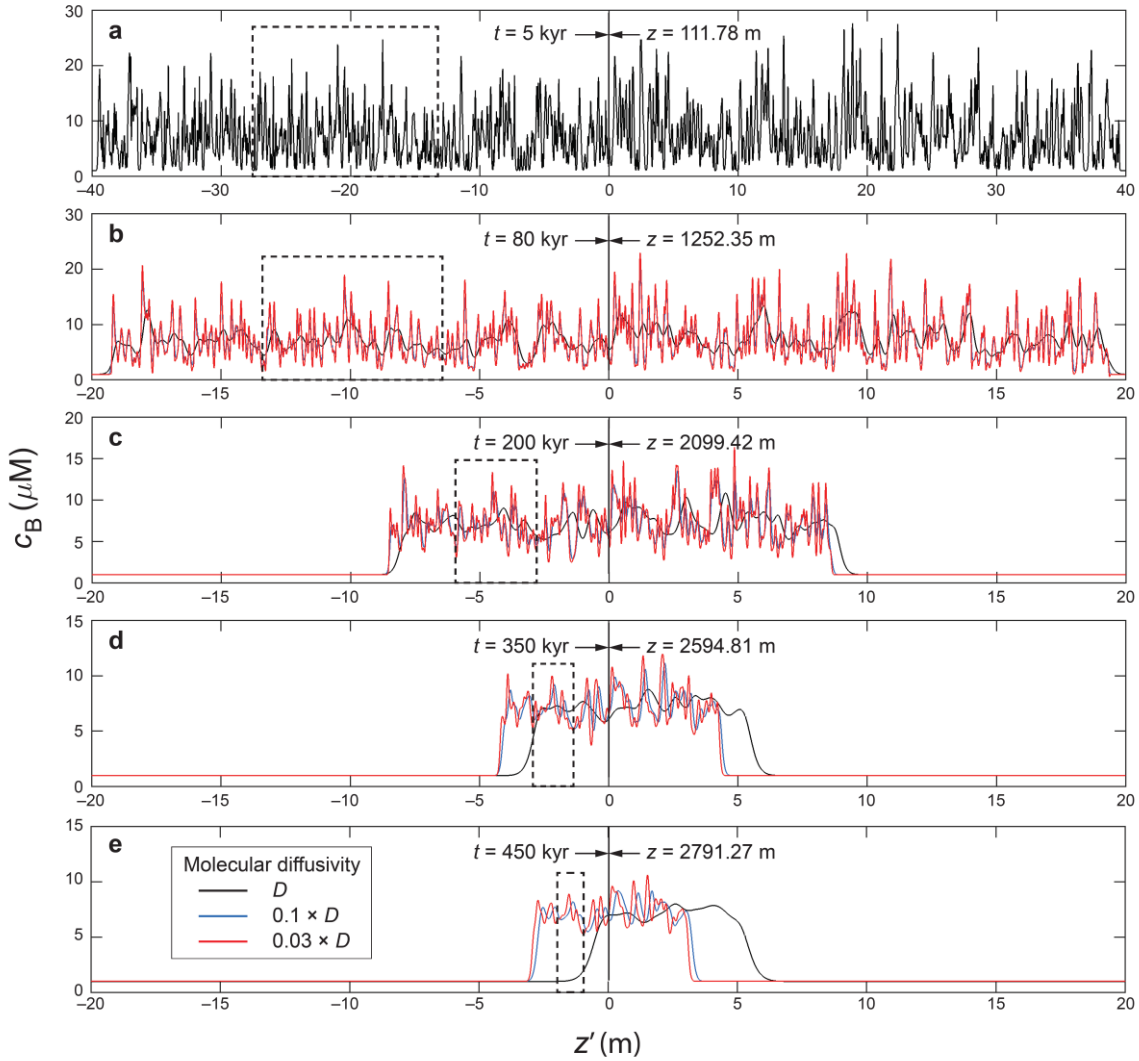 a
t = 5 kyr
z = 111.78 m
30
20
10
0
–40 –30 –20 –10 0 10 20 30 40
b
t = 80 kyr
z = 1252.35 m
30
20
10
0
–20 –15 –10 –5 0 5 10 15 20
c
t = 200 kyr
z = 2099.42 m
20
15
10
5
0
–20 –15 –10 –5 0 5 10 15 20
d
t = 350 kyr
z = 2594.81 m
15
10
5
0
–20 –15 –10 –5 0 5 10 15 20
e
t = 450 kyr
z = 2791.27 m
15
10
5
0
Molecular diffusivity
D
0.1 × D
0.03 × D
–20 –15 –10 –5 0 5 10 15 20
cB (μM)
z′ (m)